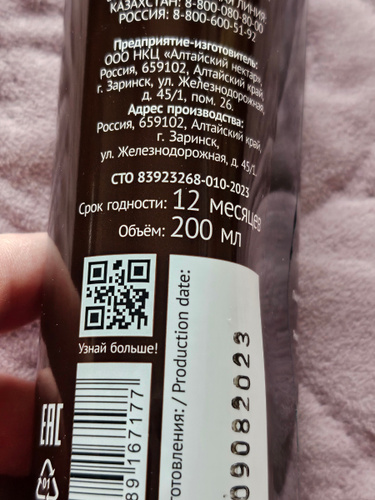 ЛИНИЯ:
КАЗАХСТАН: 8-800-080-80-00
РОССИЯ: 8-800-600-51-92
Предприятие-изготовитель:
ООО НКЦ «Алтайский нектар»
Россия, 659102, Алтайский край,
г. Заринск, ул. Железнодорожная,
д. 45/1, пом. 26.
Адрес производства:
Россия, 659102, Алтайский край,
г. Заринск,
ул. Железнодорожная, д. 45/1.
СТО 83923268-010-2023
Срок годности: 12 месяцев
Объём: 200 мл
Узнай больше!
готовления: / Production date:
09082023
89167177
EAC